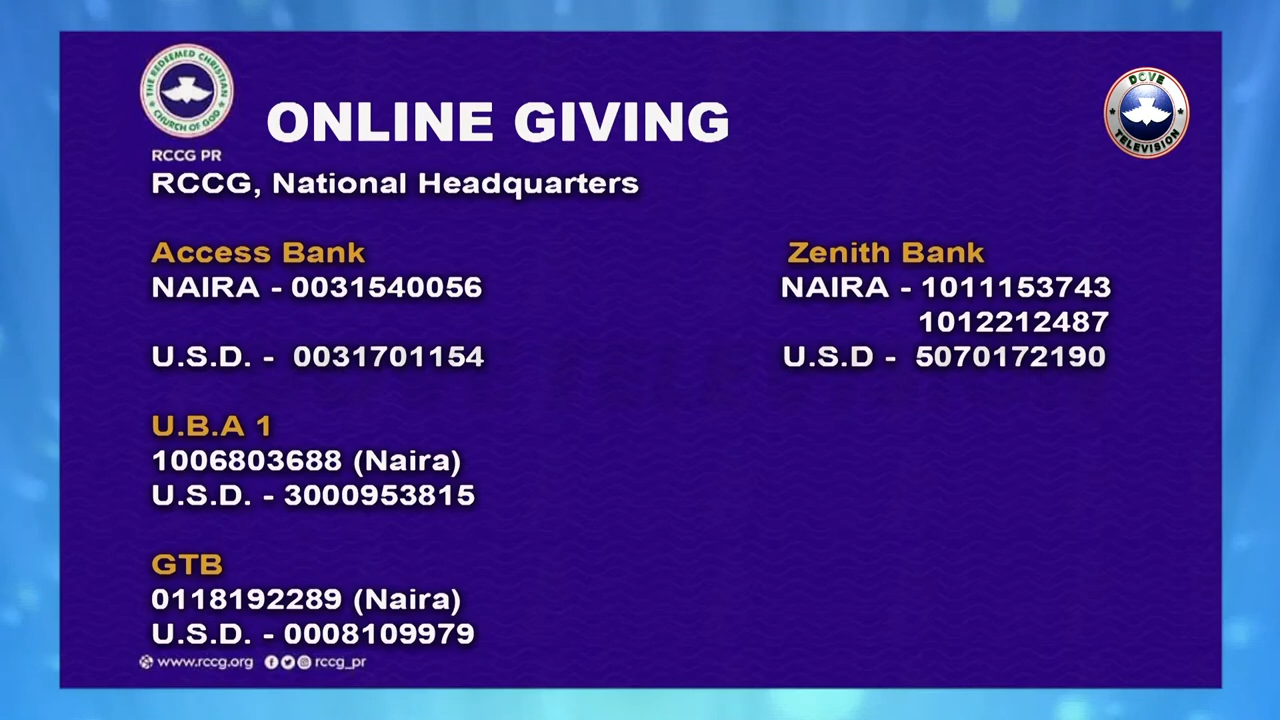 THE REDEEMED CHRISTIAN
CHURCH OF GOD
RCCG PR
ONLINE GIVING
DOVE
TELEVISION
RCCG, National Headquarters
Access Bank
NAIRA - 0031540056
U.S.D. - 0031701154
Zenith Bank
NAIRA - 1011153743
1012212487
U.S.D - 5070172190
U.B.A 1
1006803688 (Naira)
U.S.D. - 3000953815
GTB
0118192289 (Naira)
U.S.D. - 0008109979
www.rccg.org rccg_pr